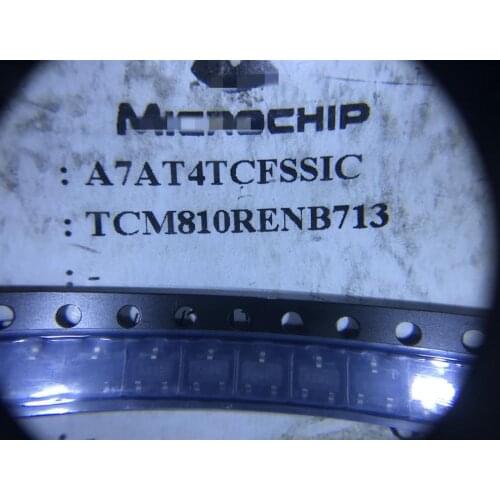 MICROCHIP
: A7AT4TCFSSIC
: TCM810RENB713
: -